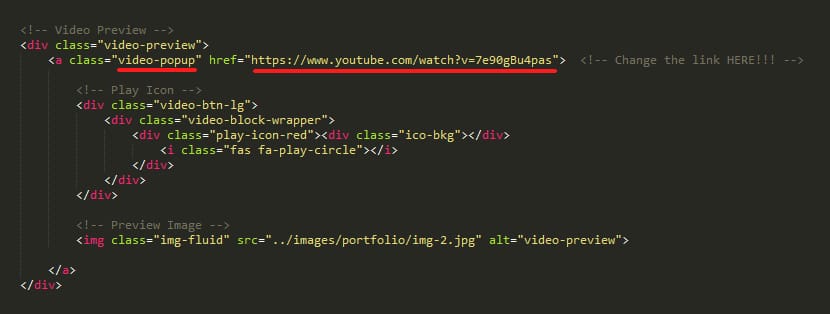 <!-- Video Preview -->
<div class="video-preview">
<a class="video-popup" href="https://www.youtube.com/watch?v=7e90gBu4pas"> <!-- Change the link HERE!!! -->
<!-- Play Icon -->
<div class="video-btn-lg">
<div class="video-block-wrapper">
<div class="play-icon-red"><div class="ico-bkg"></div>
<i class="fas fa-play-circle"></i>
</div>
</div>
</div>
<!-- Preview Image -->
<img class="img-fluid" src="../images/portfolio/img-2.jpg" alt="video-preview">
</a>
</div>